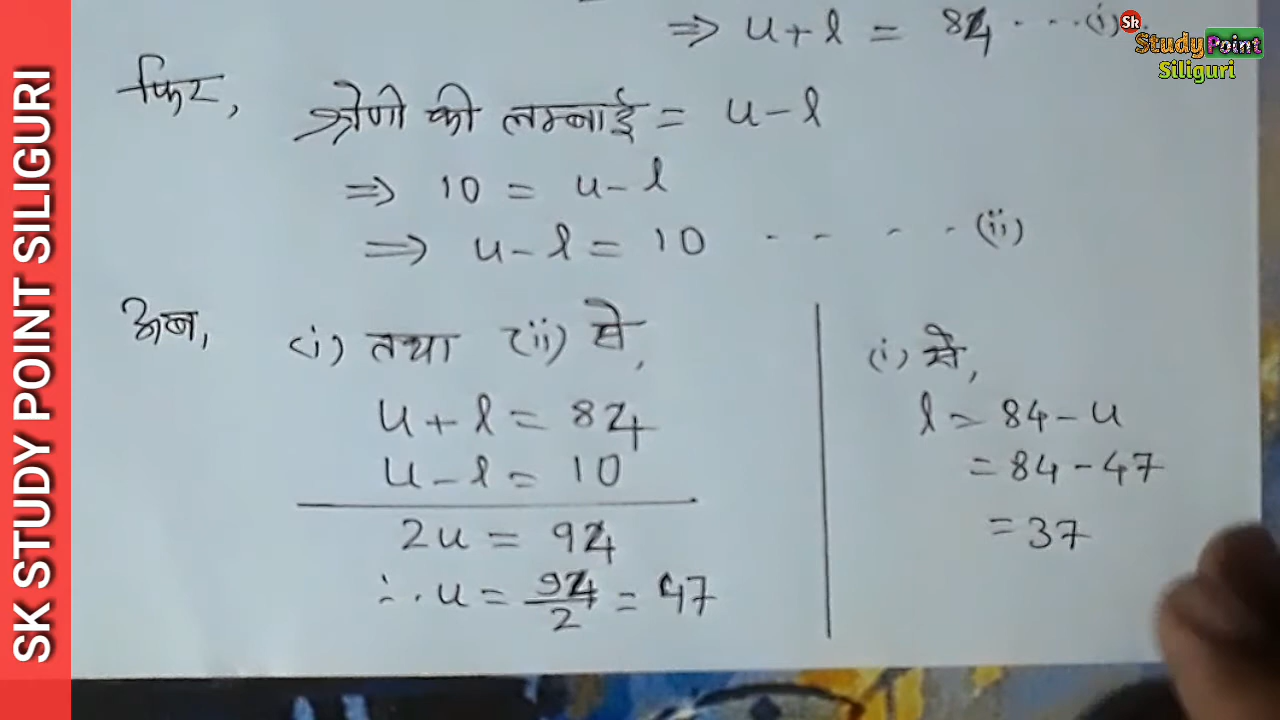 SK STUDY POINT SILIGURI
Sk
Study Point
Siliguri
⇒ u + l = 84 ... (i)
फिर,
श्रेणी की लम्बाई = u - l
⇒ 10 = u - l
⇒ u - l = 10 - - - - (ii)
अब,
(i) तथा (ii) से,
u + l = 84
u - l = 10
2u = 94
∴ u = 94/2 = 47
(i) से,
l = 84 - u
= 84 - 47
= 37